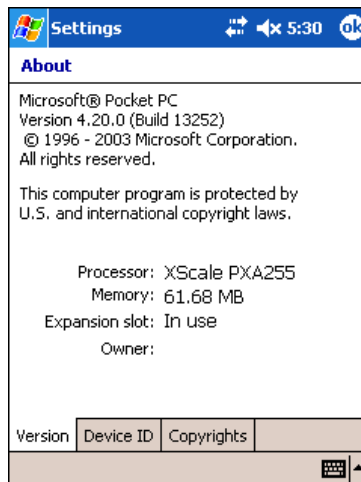 Settings 5:30 ok
About
Microsoft® Pocket PC
Version 4.20.0 (Build 13252)
© 1996 - 2003 Microsoft Corporation.
All rights reserved.
This computer program is protected by
U.S. and international copyright laws.
Processor: XScale PXA255
Memory: 61.68 MB
Expansion slot: In use
Owner:
Version Device ID Copyrights